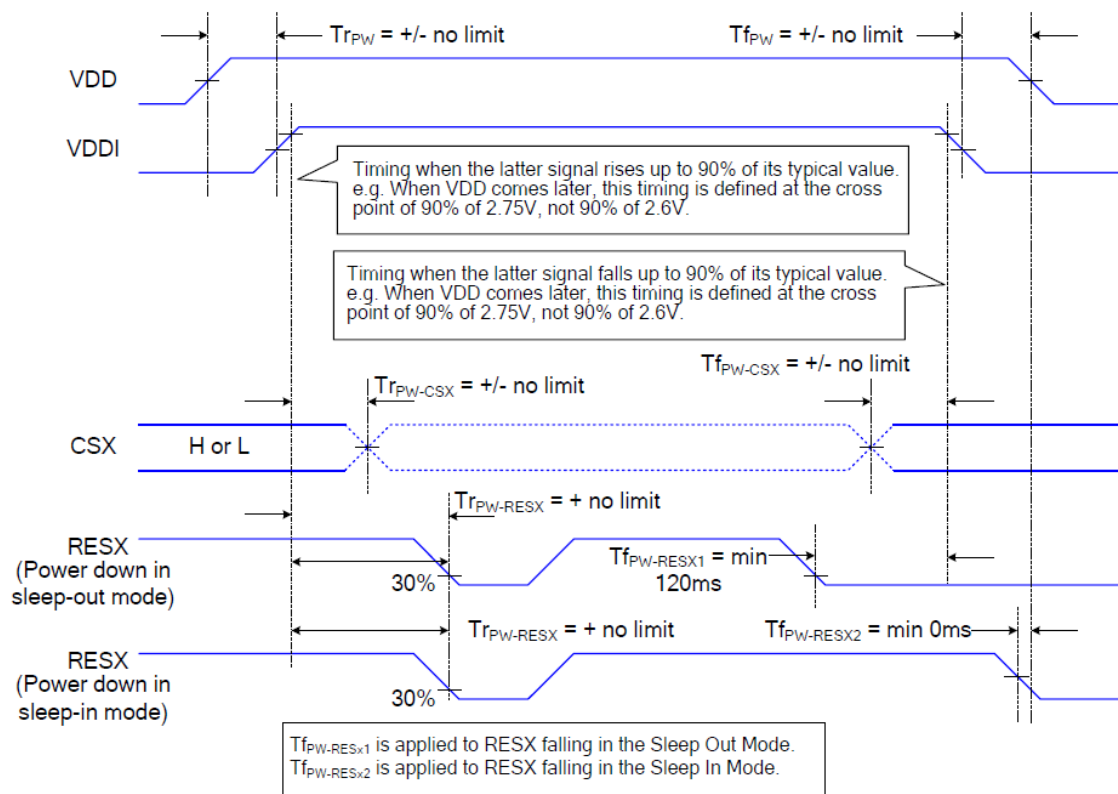 TrPW = +/- no limit
TfPW = +/- no limit
VDD
VDDI
Timing when the latter signal rises up to 90% of its typical value.
e.g. When VDD comes later, this timing is defined at the cross
point of 90% of 2.75V, not 90% of 2.6V.
Timing when the latter signal falls up to 90% of its typical value.
e.g. When VDD comes later, this timing is defined at the cross
point of 90% of 2.75V, not 90% of 2.6V.
TfPW-CSX = +/- no limit
TrPW-CSX = +/- no limit
CSX
H or L
TrPW-RESX = + no limit
RESX
(Power down in
sleep-out mode)
30%
TfPW-RESX1 = min
120ms
TrPW-RESX = + no limit
TfPW-RESX2 = min 0ms
RESX
(Power down in
sleep-in mode)
30%
TfPW-RESx1 is applied to RESX falling in the Sleep Out Mode.
TfPW-RESx2 is applied to RESX falling in the Sleep In Mode.